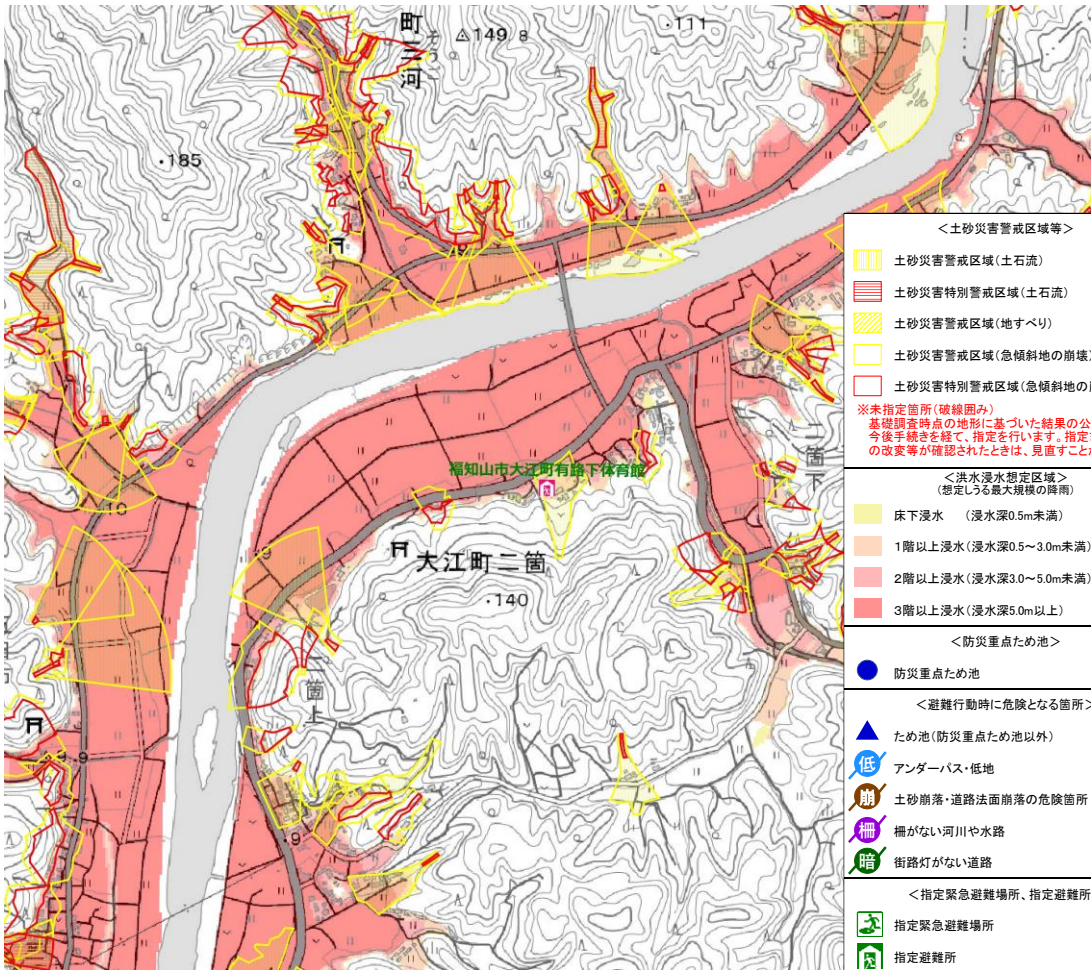 町三河
149.8
・111
・185
10
9
福知山市大江町有路下体育館
大江町二箇
・140
二箇下
二箇上
9
9.9
＜土砂災害警戒区域等＞
土砂災害警戒区域（土石流）
土砂災害特別警戒区域（土石流）
土砂災害警戒区域（地すべり）
土砂災害警戒区域（急傾斜地の崩壊
土砂災害特別警戒区域（急傾斜地の
※未指定箇所（破線囲み）
基礎調査時点の地形に基づいた結果の公
今後手続きを経て、指定を行います。指定
の改変等が確認されたときは、見直すこと
＜洪水浸水想定区域＞
（想定しうる最大規模の降雨）
床下浸水　（浸水深0.5m未満）
1階以上浸水（浸水深0.5～3.0m未満）
2階以上浸水（浸水深3.0～5.0m未満）
3階以上浸水（浸水深5.0m以上）
＜防災重点ため池＞
防災重点ため池
＜避難行動時に危険となる箇所＞
ため池（防災重点ため池以外）
低 アンダーパス・低地
崩 土砂崩落・道路法面崩落の危険箇所
柵 柵がない河川や水路
暗 街路灯がない道路
＜指定緊急避難場所、指定避難所
指定緊急避難場所
指定避難所